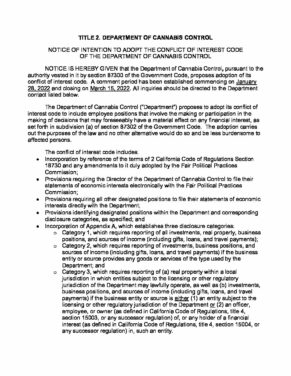 TITLE 2. DEPARTMENT OF CANNABIS CONTROL
NOTICE OF INTENTION TO ADOPT THE CONFLICT OF INTEREST CODE
OF THE DEPARTMENT OF CANNABIS CONTROL
NOTICE IS HEREBY GIVEN that the Department of Cannabis Control, pursuant to the
authority vested in it by section 87300 of the Government Code, proposes adoption of its
conflict of interest code. A comment period has been established commencing on January
28, 2022 and closing on March 15, 2022. All inquiries should be directed to the Department
contact listed below.
The Department of Cannabis Control ("Department") proposes to adopt its conflict of
interest code to include employee positions that involve the making or participation in the
making of decisions that may foreseeably have a material effect on any financial interest, as
set forth in subdivision (a) of section 87302 of the Government Code. The adoption carries
out the purposes of the law and no other alternative would do so and be less burdensome to
affected persons.
The conflict of interest code includes:
• Incorporation by reference of the terms of 2 California Code of Regulations Section
18730 and any amendments to it duly adopted by the Fair Political Practices
Commission;
• Provisions requiring the Director of the Department of Cannabis Control to file their
statements of economic interests electronically with the Fair Political Practices
Commission;
• Provisions requiring all other designated positions to file their statements of economic
interests directly with the Department.
• Provisions identifying designated positions within the Department and corresponding
disclosure categories, as specified; and
• Incorporation of Appendix A, which establishes three disclosure categories:
o Category 1, which requires reporting of all investments, real property, business
positions, and sources of income (including gifts, loans, and travel payments);
o Category 2, which requires reporting of investments, business positions, and
sources of income (including gifts, loans, and travel payments) if the business
entity or source provides any goods or services of the type used by the
Department; and
o Category 3, which requires reporting of (a) real property within a local
jurisdiction in which entities subject to the licensing or other regulatory
jurisdiction of the Department may lawfully operate, as well as (b) investments,
business positions, and sources of income (including gifts, loans, and travel
payments) if the business entity or source is either (1) an entity subject to the
licensing or other regulatory jurisdiction of the Department or (2) an officer,
employee, or owner (as defined in California Code of Regulations, title 4,
section 15003, or any successor regulation) of, or any holder of a financial
interest (as defined in California Code of Regulations, title 4, section 15004, or
any successor regulation) in, such an entity.